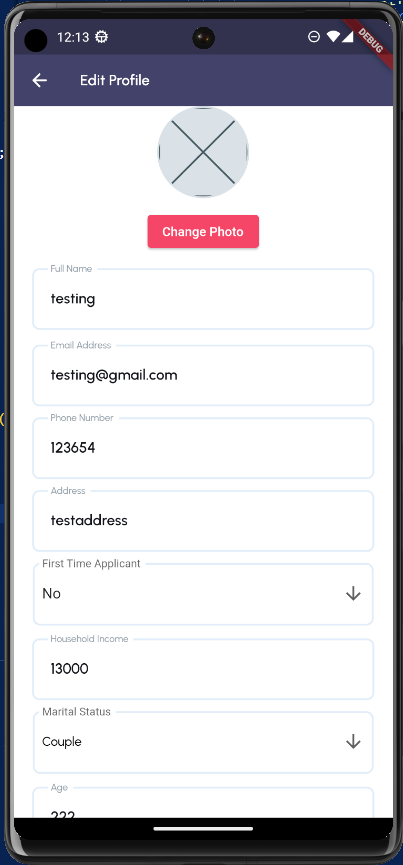 12:13
DEBUG
Edit Profile
Change Photo
Full Name
testing
Email Address
testing@gmail.com
Phone Number
123654
Address
testaddress
First Time Applicant
No
Household Income
13000
Marital Status
Couple
Age
222